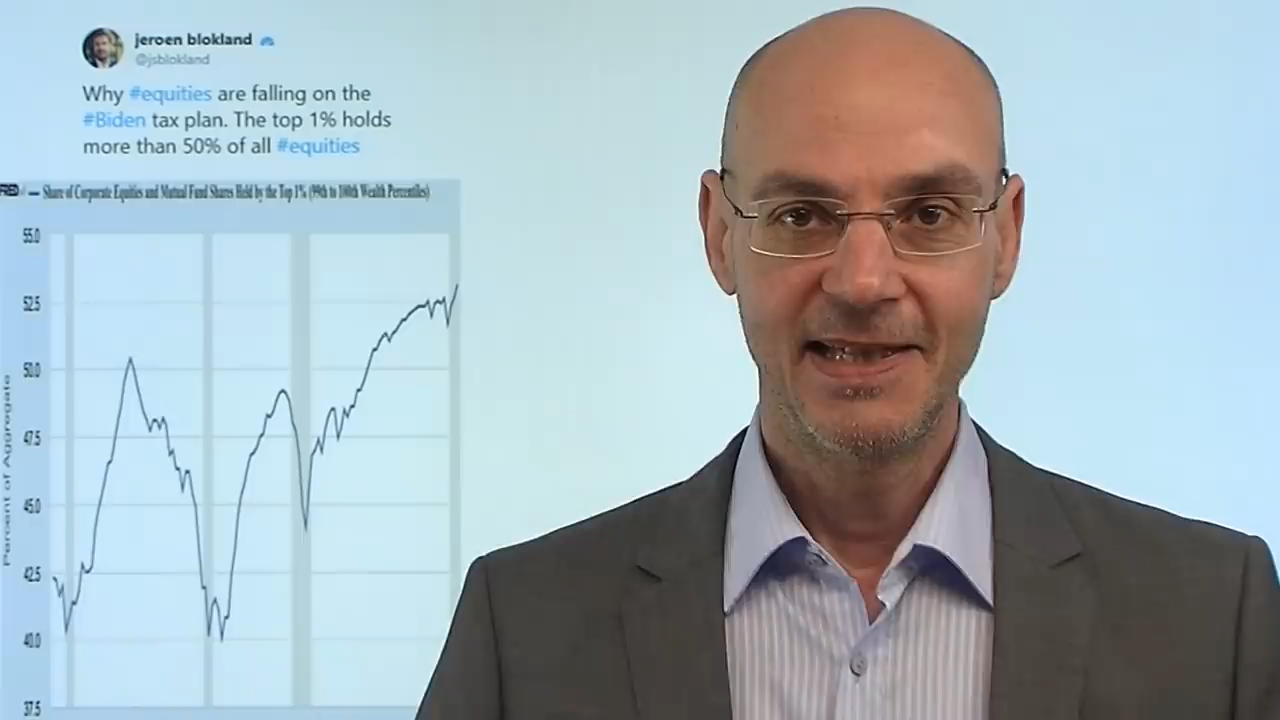 jeroen blokland
@jsblokland
Why #equities are falling on the
#Biden tax plan. The top 1% holds
more than 50% of all #equities
FRED — Share of Corporate Equities and Mutual Fund Shares Held by the Top 1% (99th to 100th Wealth Percentiles)
55.0
52.5
50.0
47.5
45.0
42.5
40.0
37.5
Percent of Aggregate